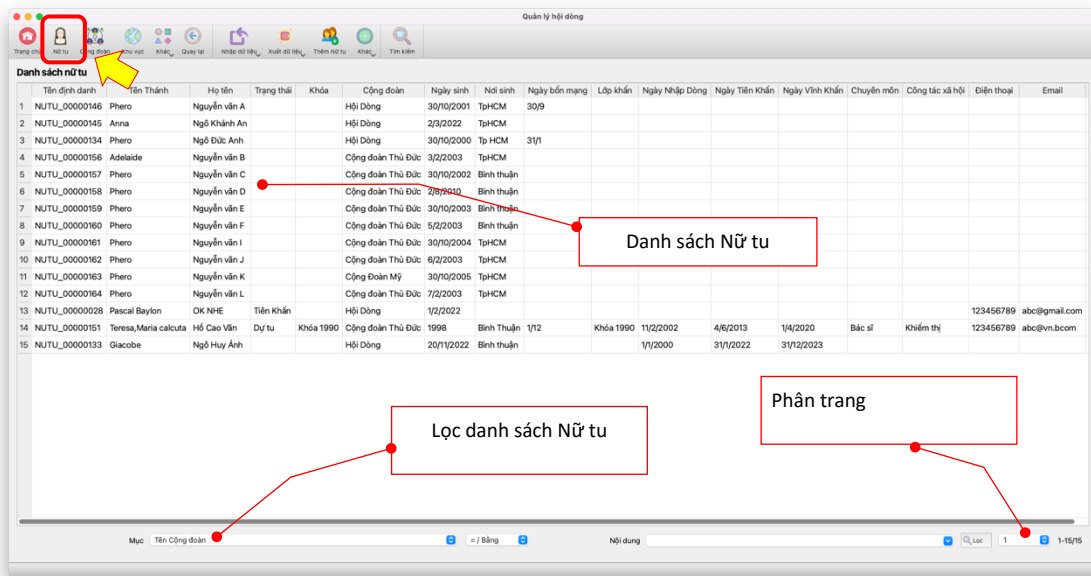 Quản lý hội dòng
Trang chủ Nữ tu Cộng đoàn Khu vực Khác Quay lại Nhập dữ liệu Xuất dữ liệu Thêm Nữ tu Khác Tìm kiếm
Danh sách nữ tu
Tên định danh Tên Thánh Họ tên Trạng thái Khóa Cộng đoàn Ngày sinh Nơi sinh Ngày bổn mạng Lớp khấn Ngày Nhập Dòng Ngày Tiên Khấn Ngày Vĩnh Khấn Chuyên môn Công tác xã hội Điện thoại Email
1 NUTU_00000146 Phero Nguyễn văn A Hội Dòng 30/10/2001 TpHCM 30/9
2 NUTU_00000145 Anna Ngô Khánh An Hội Dòng 2/3/2022 TpHCM
3 NUTU_00000134 Phero Ngô Đức Anh Hội Dòng 30/10/2000 Tp HCM 31/1
4 NUTU_00000156 Adelaide Nguyễn văn B Cộng đoàn Thủ Đức 3/2/2003 TpHCM
5 NUTU_00000157 Phero Nguyễn văn C Cộng đoàn Thủ Đức 30/10/2002 Bình thuận
6 NUTU_00000158 Phero Nguyễn văn D Cộng đoàn Thủ Đức 2/8/2010 Bình thuận
7 NUTU_00000159 Phero Nguyễn văn E Cộng đoàn Thủ Đức 30/10/2003 Bình thuận
8 NUTU_00000160 Phero Nguyễn văn F Cộng đoàn Thủ Đức 5/2/2003 Bình thuận
9 NUTU_00000161 Phero Nguyễn văn I Cộng đoàn Thủ Đức 30/10/2004 TpHCM
10 NUTU_00000162 Phero Nguyễn văn J Cộng đoàn Thủ Đức 6/2/2003 TpHCM
11 NUTU_00000163 Phero Nguyễn văn K Cộng Đoàn Mỹ 30/10/2005 TpHCM
12 NUTU_00000164 Phero Nguyễn văn L Cộng đoàn Thủ Đức 7/2/2003 TpHCM
13 NUTU_00000028 Pascal Baylon OK NHE Tiên Khấn Hội Dòng 1/2/2022 123456789 abc@gmail.com
14 NUTU_00000151 Teresa,Maria calcuta Hồ Cao Văn Dự tu Khóa 1990 Cộng đoàn Thủ Đức 1998 Bình Thuận 1/12 Khóa 1990 11/2/2002 4/6/2013 1/4/2020 Bác sĩ Khiếm thị 123456789 abc@vn.bcom
15 NUTU_00000133 Giacobe Ngô Huy Ánh Hội Dòng 20/11/2022 Bình thuận 1/1/2000 31/1/2022 31/12/2023
Danh sách Nữ tu
Phân trang
Lọc danh sách Nữ tu
Mục Tên Cộng đoàn = / Bằng Nội dung Lọc 1 1-15/15